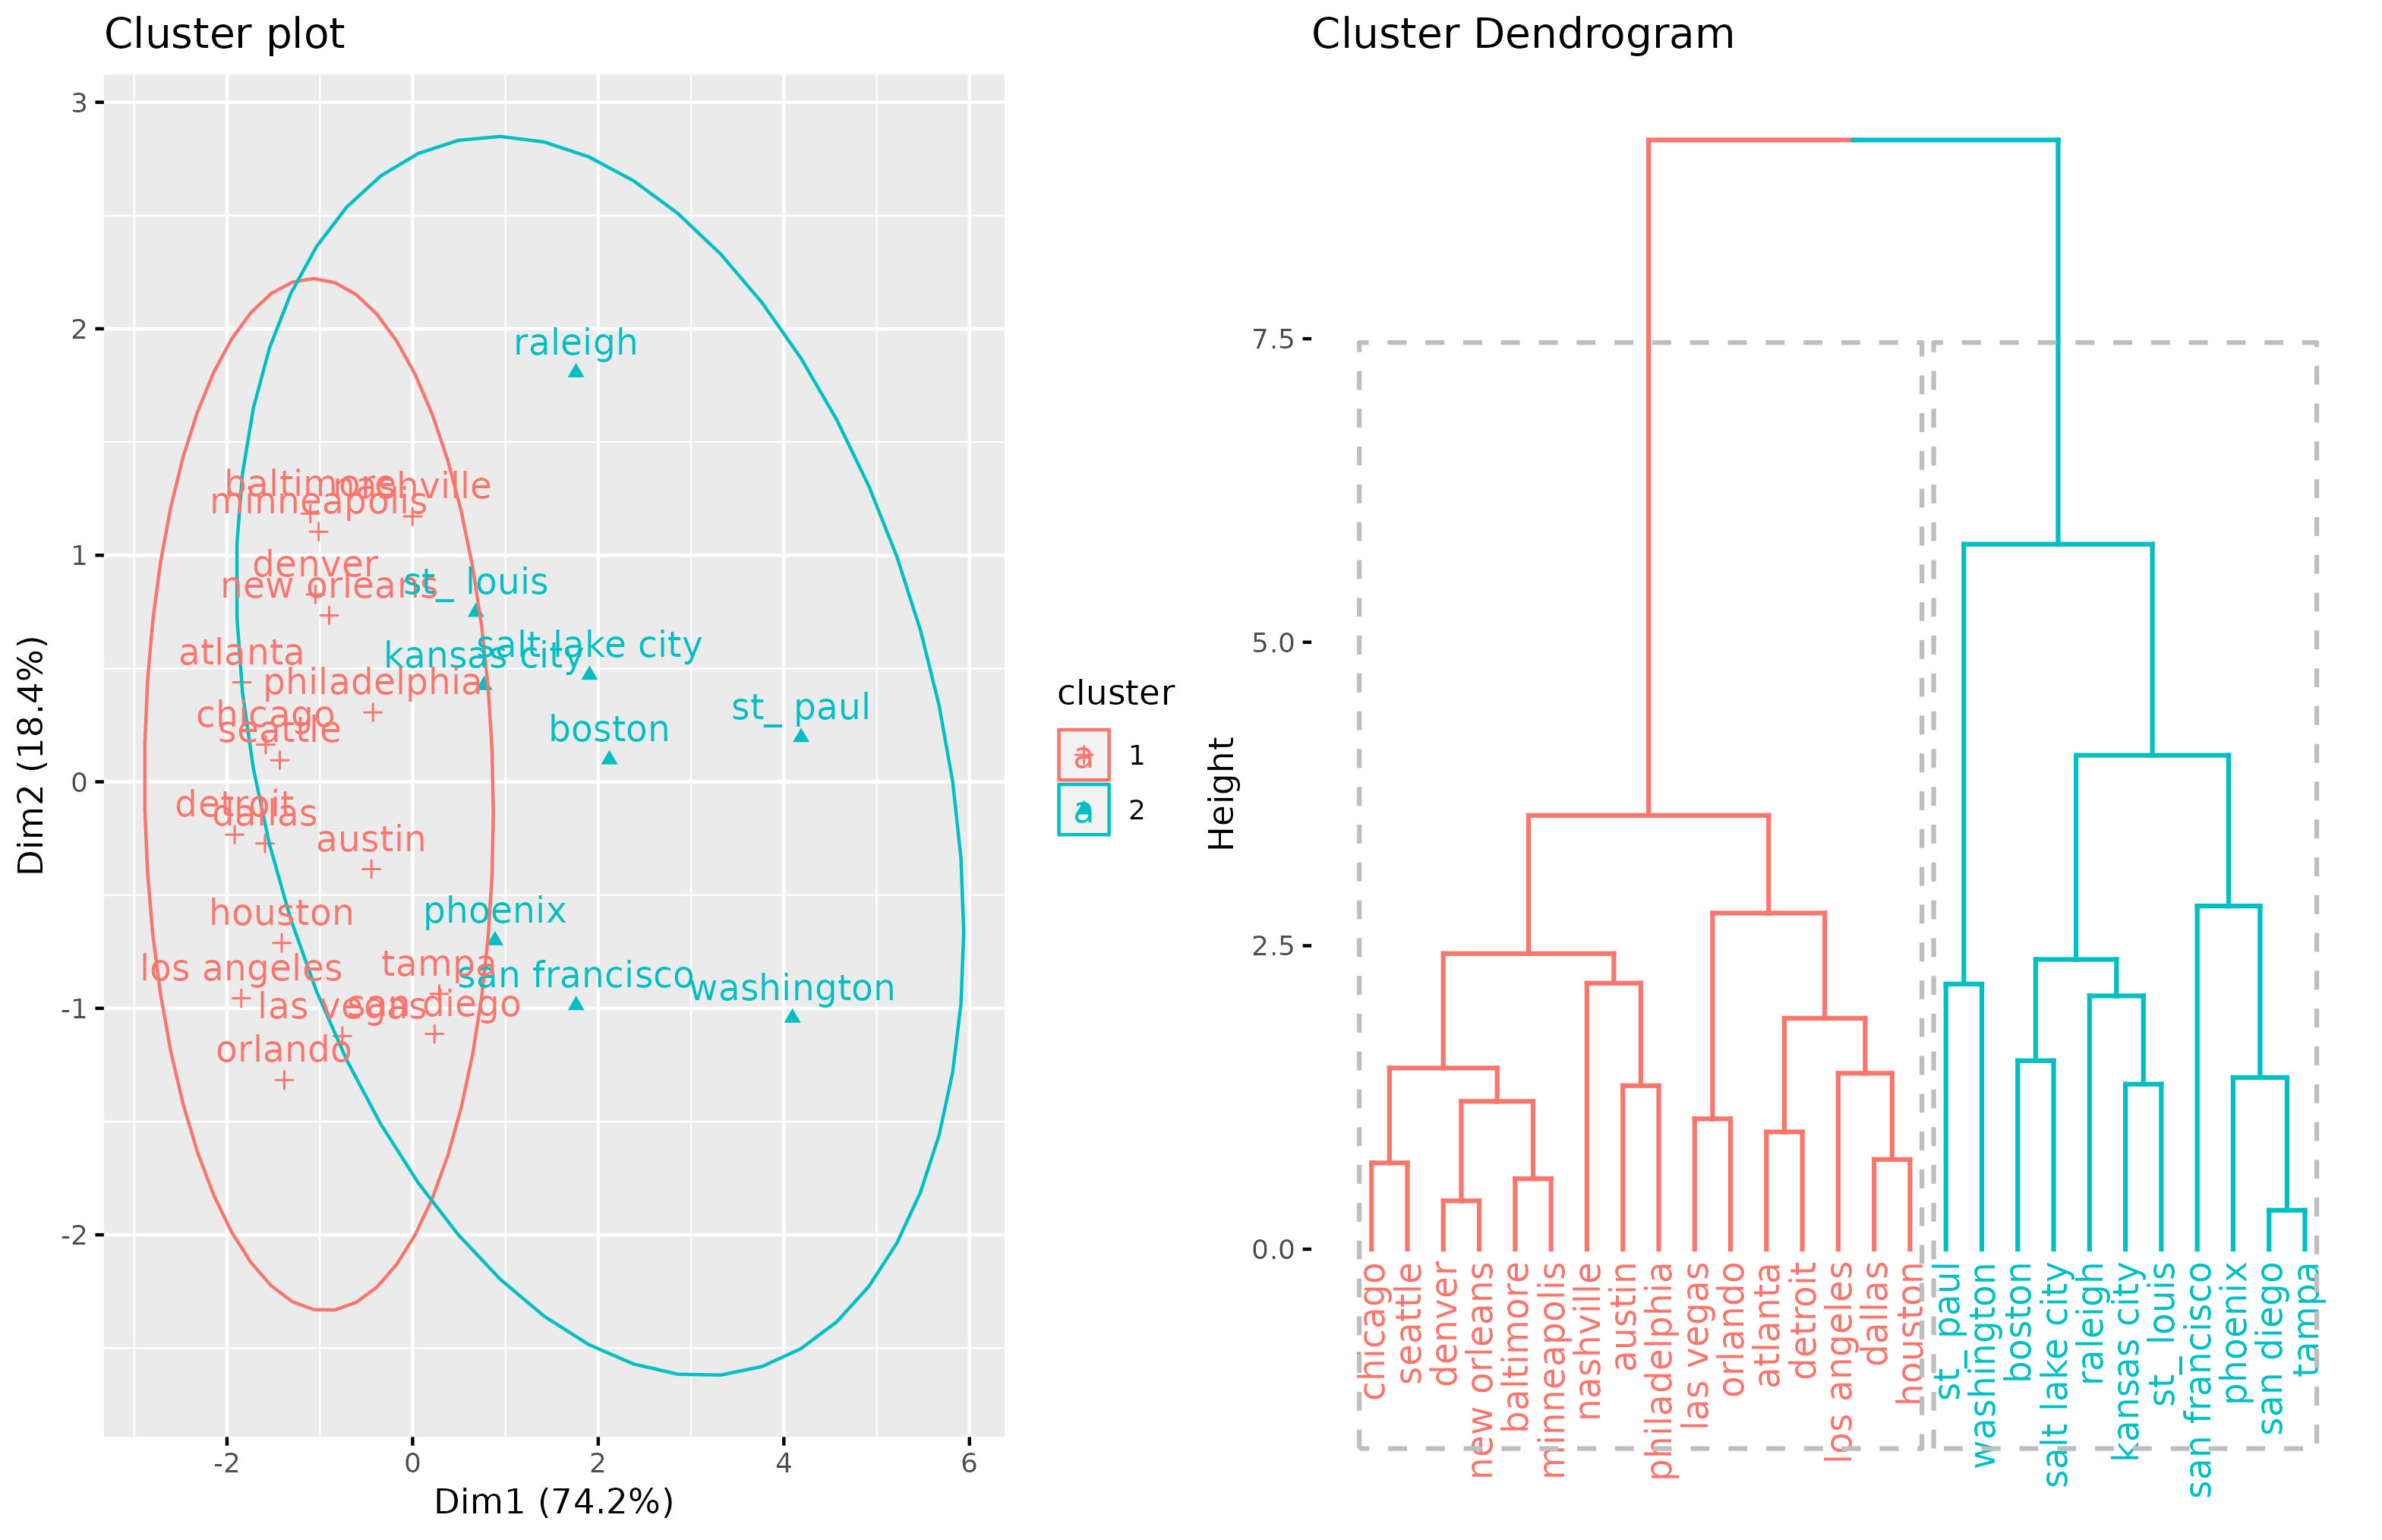 Cluster plot
3
2
1
0
-1
-2
Dim2 (18.4%)
raleigh
baltimore
nashville
minneapolis
denver
new orleans
st_ louis
atlanta
salt lake city
kansas city
philadelphia
chicago
seattle
st_ paul
boston
detroit
dallas
austin
houston
phoenix
los angeles
tampa
san francisco
washington
las vegas
san diego
orlando
-2
0
2
4
6
Dim1 (74.2%)
cluster
a 1
a 2
Cluster Dendrogram
7.5
5.0
2.5
0.0
Height
chicago
seattle
denver
new orleans
baltimore
minneapolis
nashville
austin
philadelphia
las vegas
orlando
atlanta
detroit
los angeles
dallas
houston
st_ paul
washington
boston
salt lake city
raleigh
kansas city
st_ louis
san francisco
phoenix
san diego
tampa